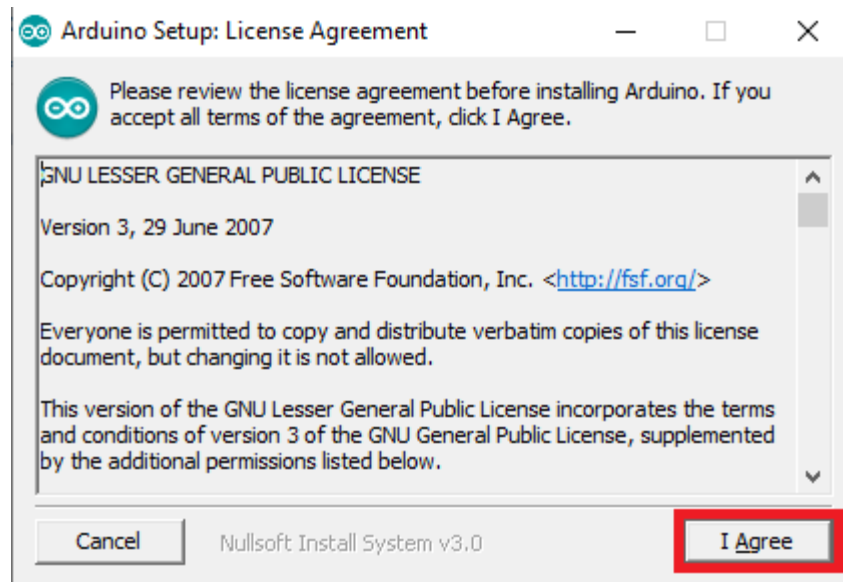 Arduino Setup: License Agreement
Please review the license agreement before installing Arduino. If you
accept all terms of the agreement, click I Agree.
GNU LESSER GENERAL PUBLIC LICENSE
Version 3, 29 June 2007
Copyright (C) 2007 Free Software Foundation, Inc. <http://fsf.org/>
Everyone is permitted to copy and distribute verbatim copies of this license
document, but changing it is not allowed.
This version of the GNU Lesser General Public License incorporates the terms
and conditions of version 3 of the GNU General Public License, supplemented
by the additional permissions listed below.
Cancel
Nullsoft Install System v3.0
I Agree